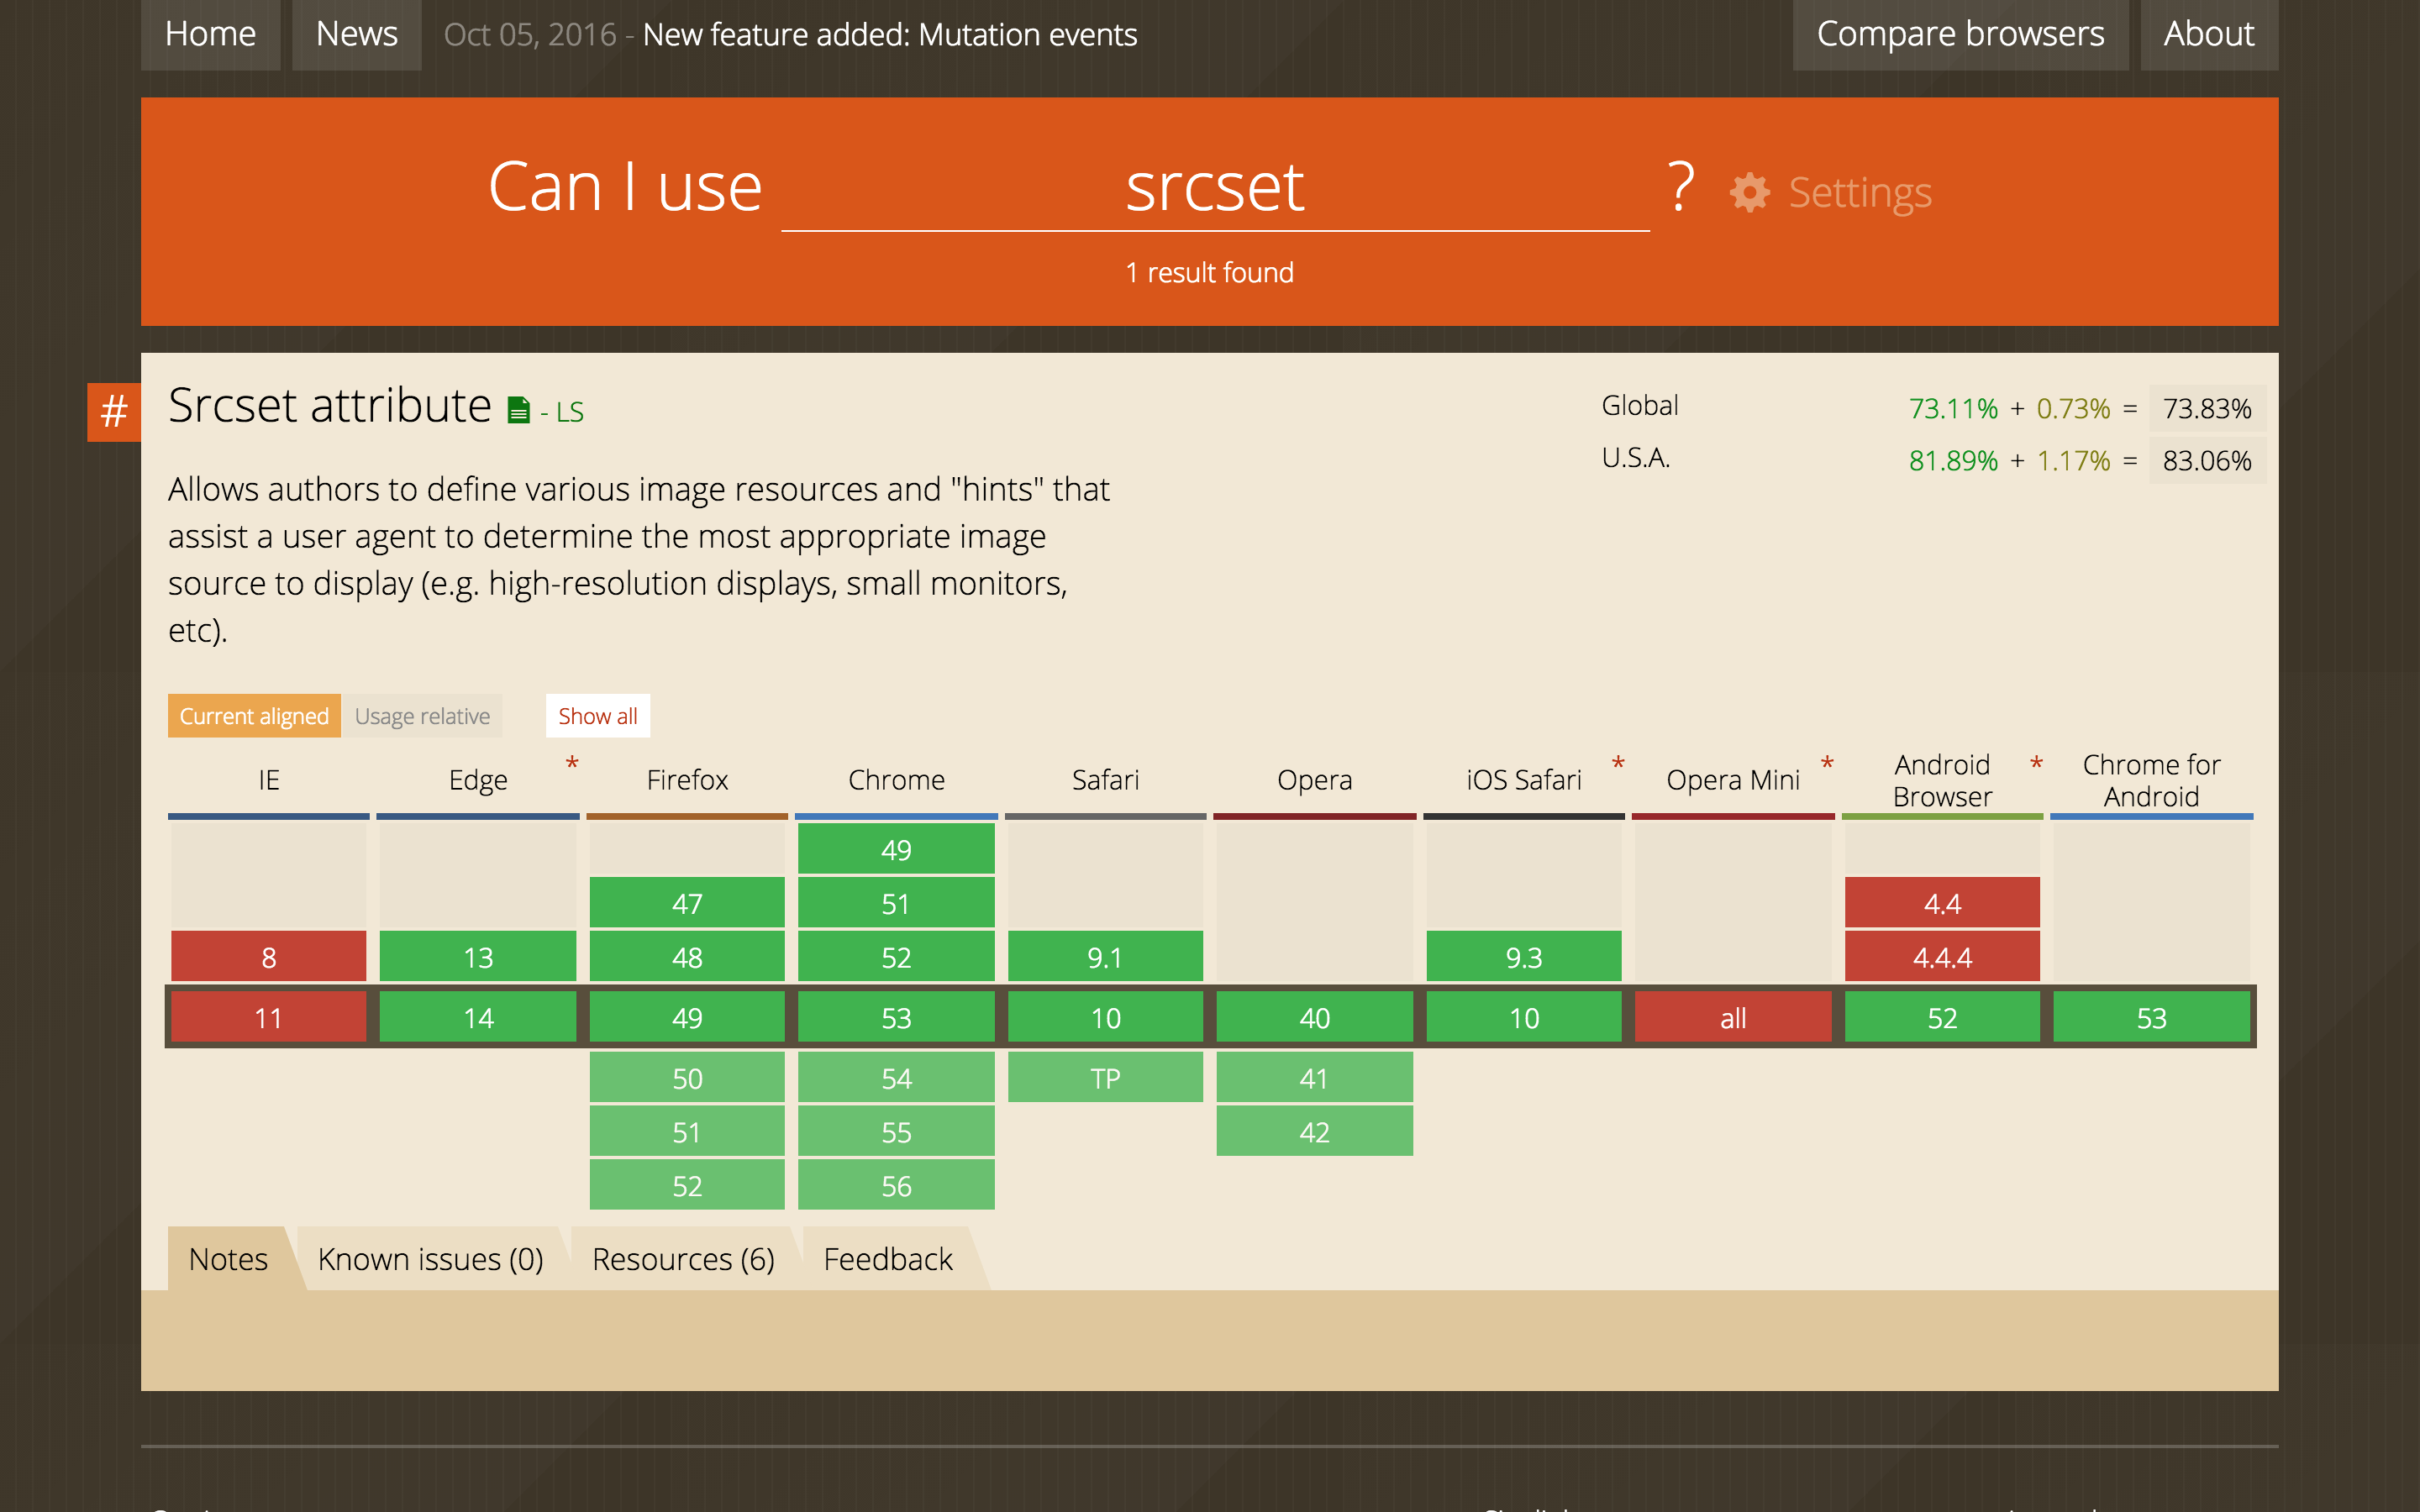 Home News Oct 05, 2016 - New feature added: Mutation events Compare browsers About
Can I use srcset ? Settings
1 result found
# Srcset attribute - LS
Global 73.11% + 0.73% = 73.83%
U.S.A. 81.89% + 1.17% = 83.06%
Allows authors to define various image resources and "hints" that
assist a user agent to determine the most appropriate image
source to display (e.g. high-resolution displays, small monitors,
etc).
Current aligned Usage relative Show all
IE Edge * Firefox Chrome Safari Opera iOS Safari * Opera Mini * Android Browser * Chrome for Android
49
47 51 4.4
8 13 48 52 9.1 9.3 4.4.4
11 14 49 53 10 40 10 all 52 53
50 54 TP 41
51 55 42
52 56
Notes Known issues (0) Resources (6) Feedback